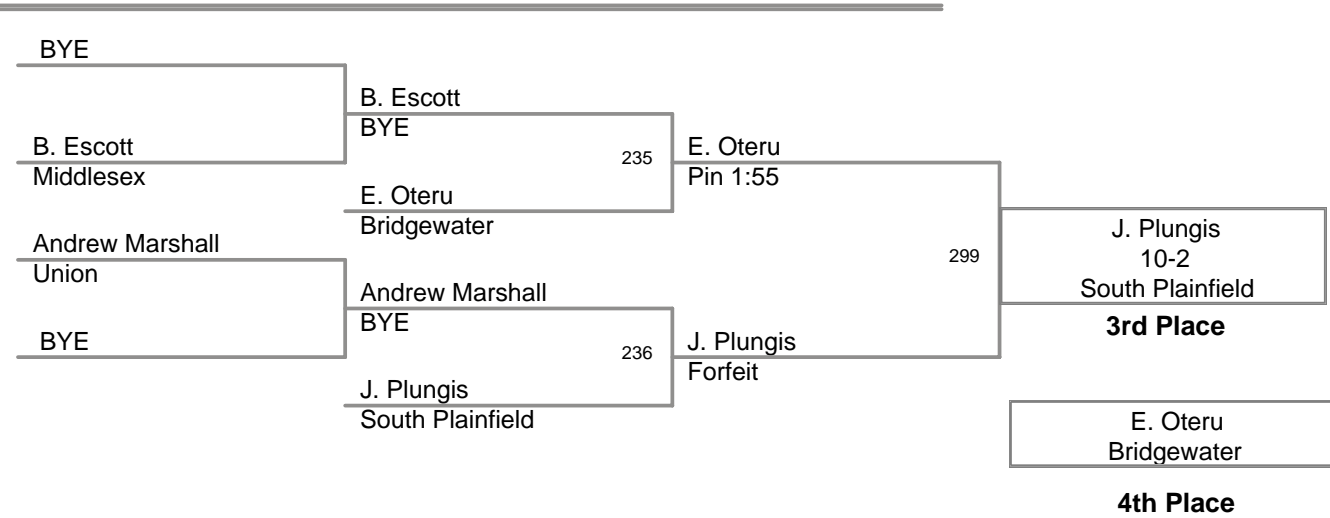 BYE
B. Escott
BYE
B. Escott
Middlesex
235
E. Oteru
Pin 1:55
E. Oteru
Bridgewater
Andrew Marshall
Union
299
J. Plungis
10-2
South Plainfield
3rd Place
Andrew Marshall
BYE
BYE
236
J. Plungis
Forfeit
J. Plungis
South Plainfield
E. Oteru
Bridgewater
4th Place